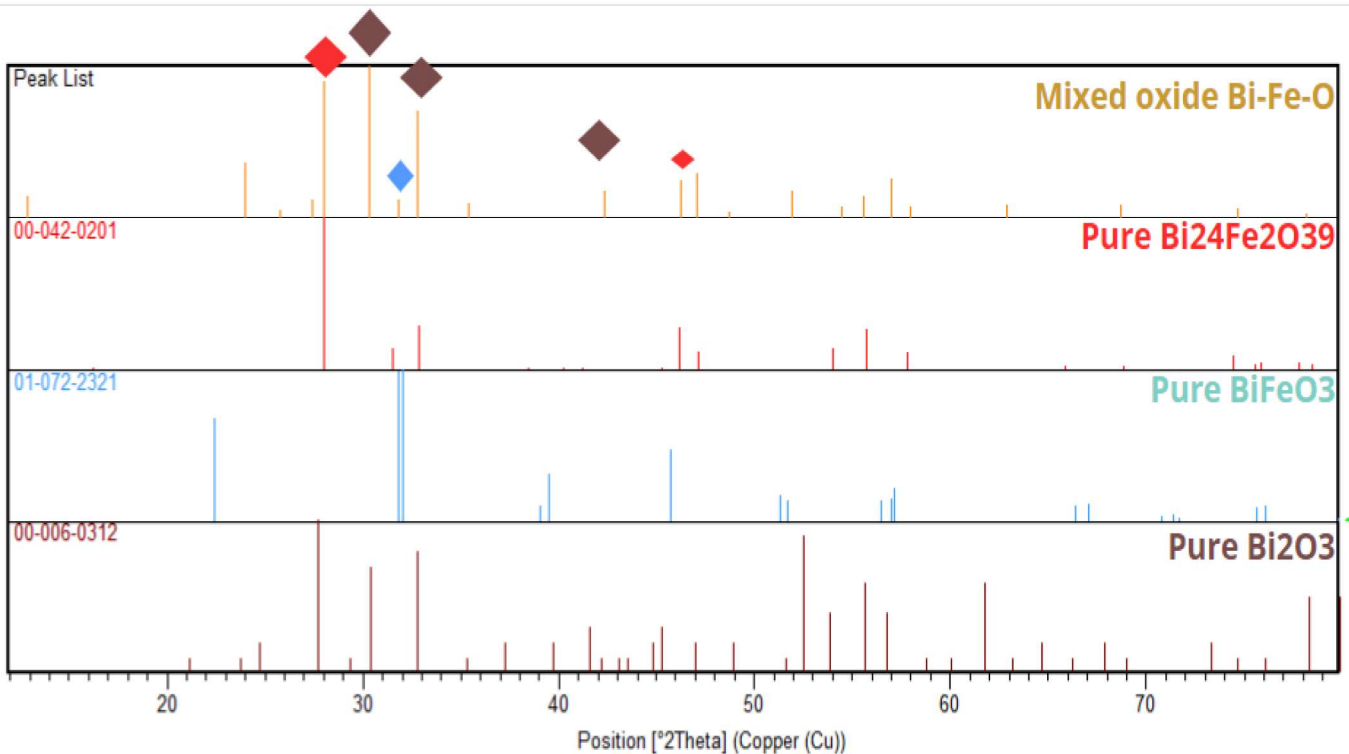 Peak List
Mixed oxide Bi-Fe-O
00-042-0201
Pure Bi24Fe2O39
01-072-2321
Pure BiFeO3
00-006-0312
Pure Bi2O3
20 30 40 50 60 70
Position [°2Theta] (Copper (Cu))